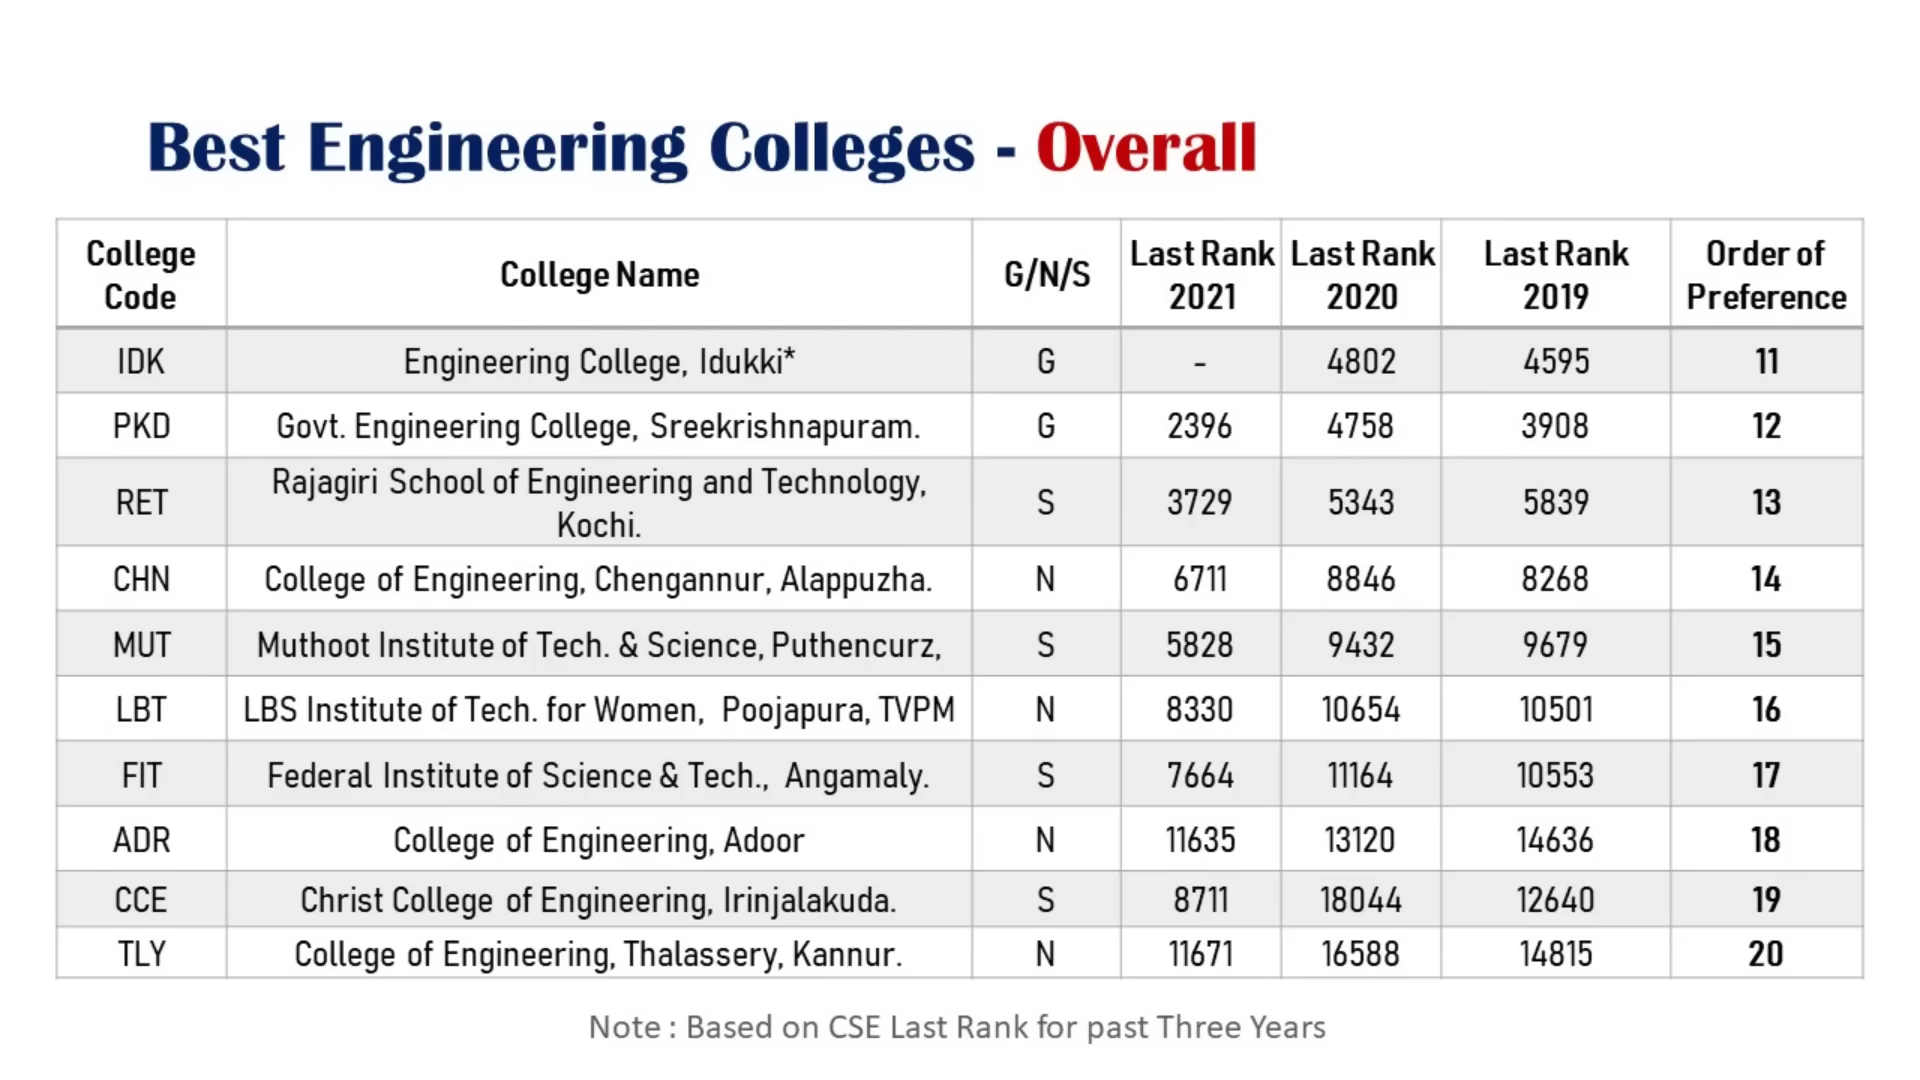 Best Engineering Colleges - Overall
College Code College Name G/N/S Last Rank 2021 Last Rank 2020 Last Rank 2019 Order of Preference
IDK Engineering College, Idukki* G - 4802 4595 11
PKD Govt. Engineering College, Sreekrishnapuram. G 2396 4758 3908 12
RET Rajagiri School of Engineering and Technology, Kochi. S 3729 5343 5839 13
CHN College of Engineering, Chengannur, Alappuzha. N 6711 8846 8268 14
MUT Muthoot Institute of Tech. & Science, Puthencurz, S 5828 9432 9679 15
LBT LBS Institute of Tech. for Women, Poojapura, TVPM N 8330 10654 10501 16
FIT Federal Institute of Science & Tech., Angamaly. S 7664 11164 10553 17
ADR College of Engineering, Adoor N 11635 13120 14636 18
CCE Christ College of Engineering, Irinjalakuda. S 8711 18044 12640 19
TLY College of Engineering, Thalassery, Kannur. N 11671 16588 14815 20
Note : Based on CSE Last Rank for past Three Years